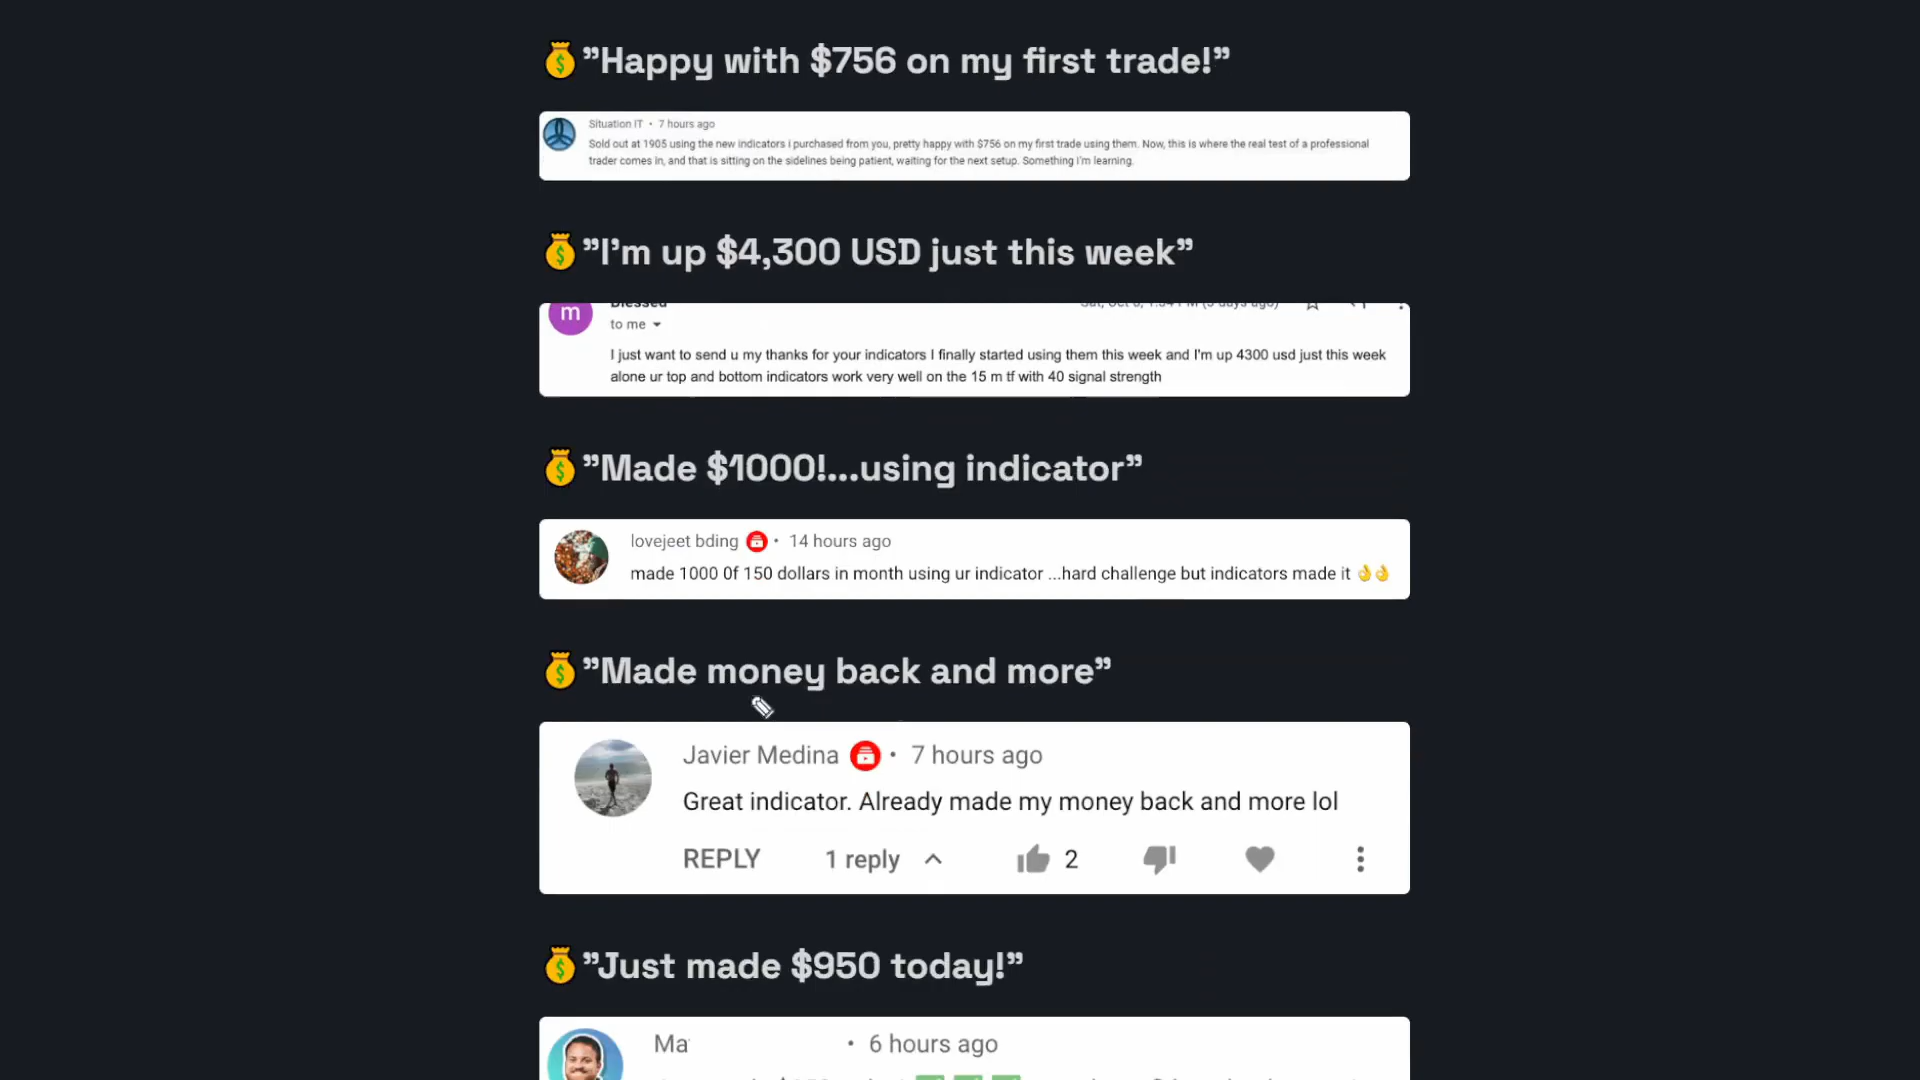 ”Happy with $756 on my first trade!”
Situation IT • 7 hours ago
Sold out at 1905 using the new indicators i purchased from you, pretty happy with $756 on my first trade using them. Now, this is where the real test of a professional
trader comes in, and that is sitting on the sidelines being patient, waiting for the next setup. Something i'm learning.
”I’m up $4,300 USD just this week”
Blessed
m
to me
I just want to send u my thanks for your indicators I finally started using them this week and I'm up 4300 usd just this week
alone ur top and bottom indicators work very well on the 15 m tf with 40 signal strength
”Made $1000!...using indicator”
lovejeet bding • 14 hours ago
made 1000 0f 150 dollars in month using ur indicator ...hard challenge but indicators made it 👌👌
”Made money back and more”
Javier Medina • 7 hours ago
Great indicator. Already made my money back and more lol
REPLY 1 reply 2
”Just made $950 today!”
Ma • 6 hours ago